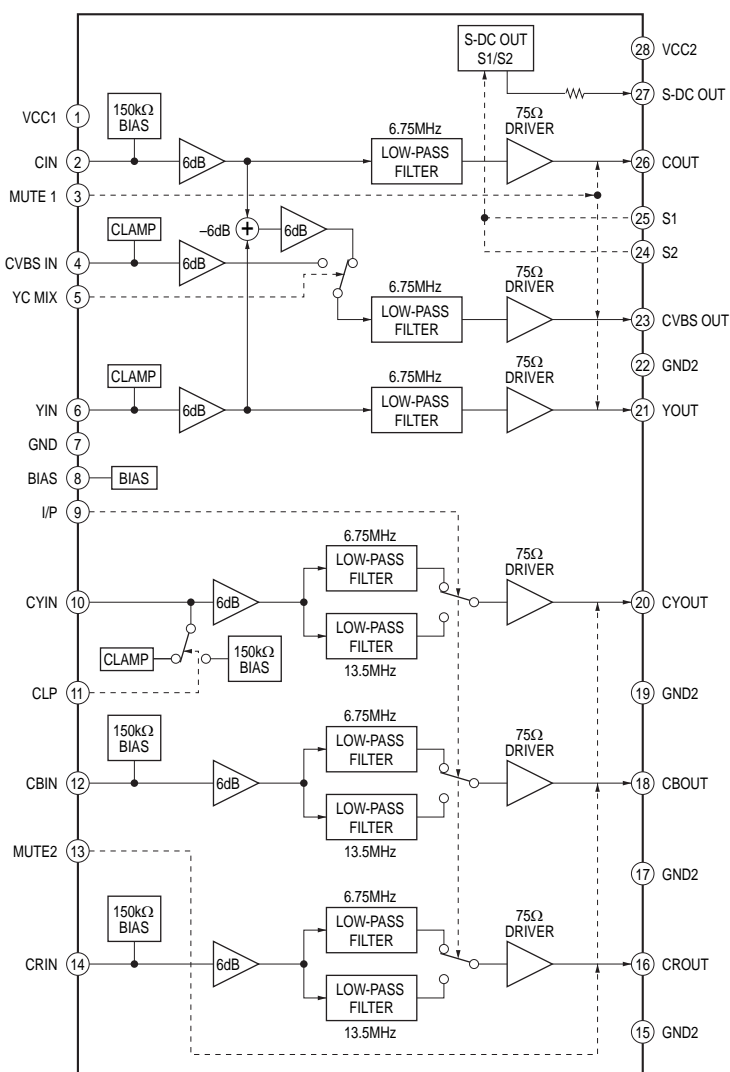 S-DC OUT
S1/S2
28 VCC2
27 S-DC OUT
VCC1 1
150kΩ
BIAS
6.75MHz
75Ω
DRIVER
CIN 2
6dB
LOW-PASS
FILTER
26 COUT
MUTE 1 3
25 S1
CLAMP
–6dB
+
6dB
24 S2
CVBS IN 4
6dB
YC MIX 5
6.75MHz
75Ω
DRIVER
LOW-PASS
FILTER
23 CVBS OUT
22 GND2
CLAMP
6.75MHz
75Ω
DRIVER
YIN 6
6dB
LOW-PASS
FILTER
21 YOUT
GND 7
BIAS 8 BIAS
I/P 9
6.75MHz
LOW-PASS
FILTER
75Ω
DRIVER
CYIN 10
6dB
20 CYOUT
LOW-PASS
FILTER
13.5MHz
CLAMP
150kΩ
BIAS
CLP 11
19 GND2
6.75MHz
150kΩ
BIAS
LOW-PASS
FILTER
75Ω
DRIVER
CBIN 12
6dB
18 CBOUT
LOW-PASS
FILTER
13.5MHz
MUTE2 13
17 GND2
6.75MHz
150kΩ
BIAS
LOW-PASS
FILTER
75Ω
DRIVER
CRIN 14
6dB
16 CROUT
LOW-PASS
FILTER
13.5MHz
15 GND2